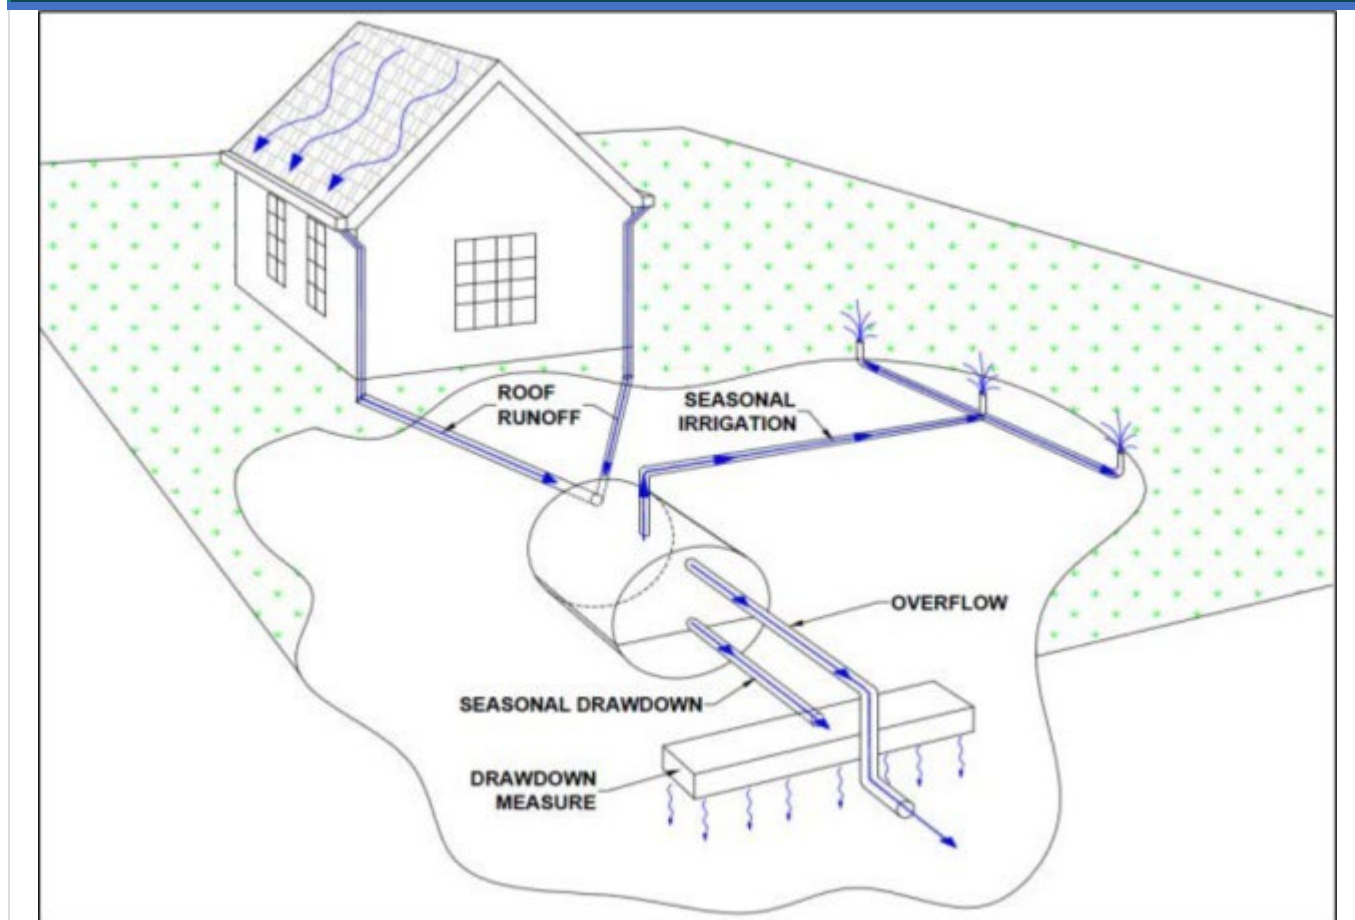 ROOF
RUNOFF
SEASONAL
IRRIGATION
OVERFLOW
SEASONAL DRAWDOWN
DRAWDOWN
MEASURE